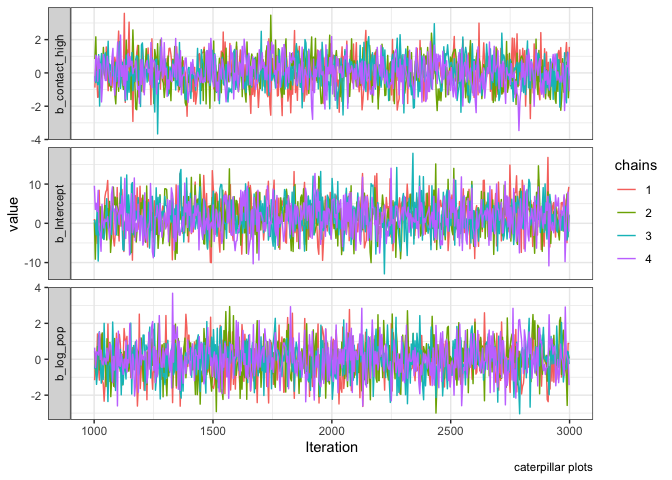 b_contact_high
2
0
-2
-4
b_Intercept
10
0
-10
b_log_pop
4
2
0
-2
value
1000
1500
2000
2500
3000
Iteration
caterpillar plots
chains
1
2
3
4